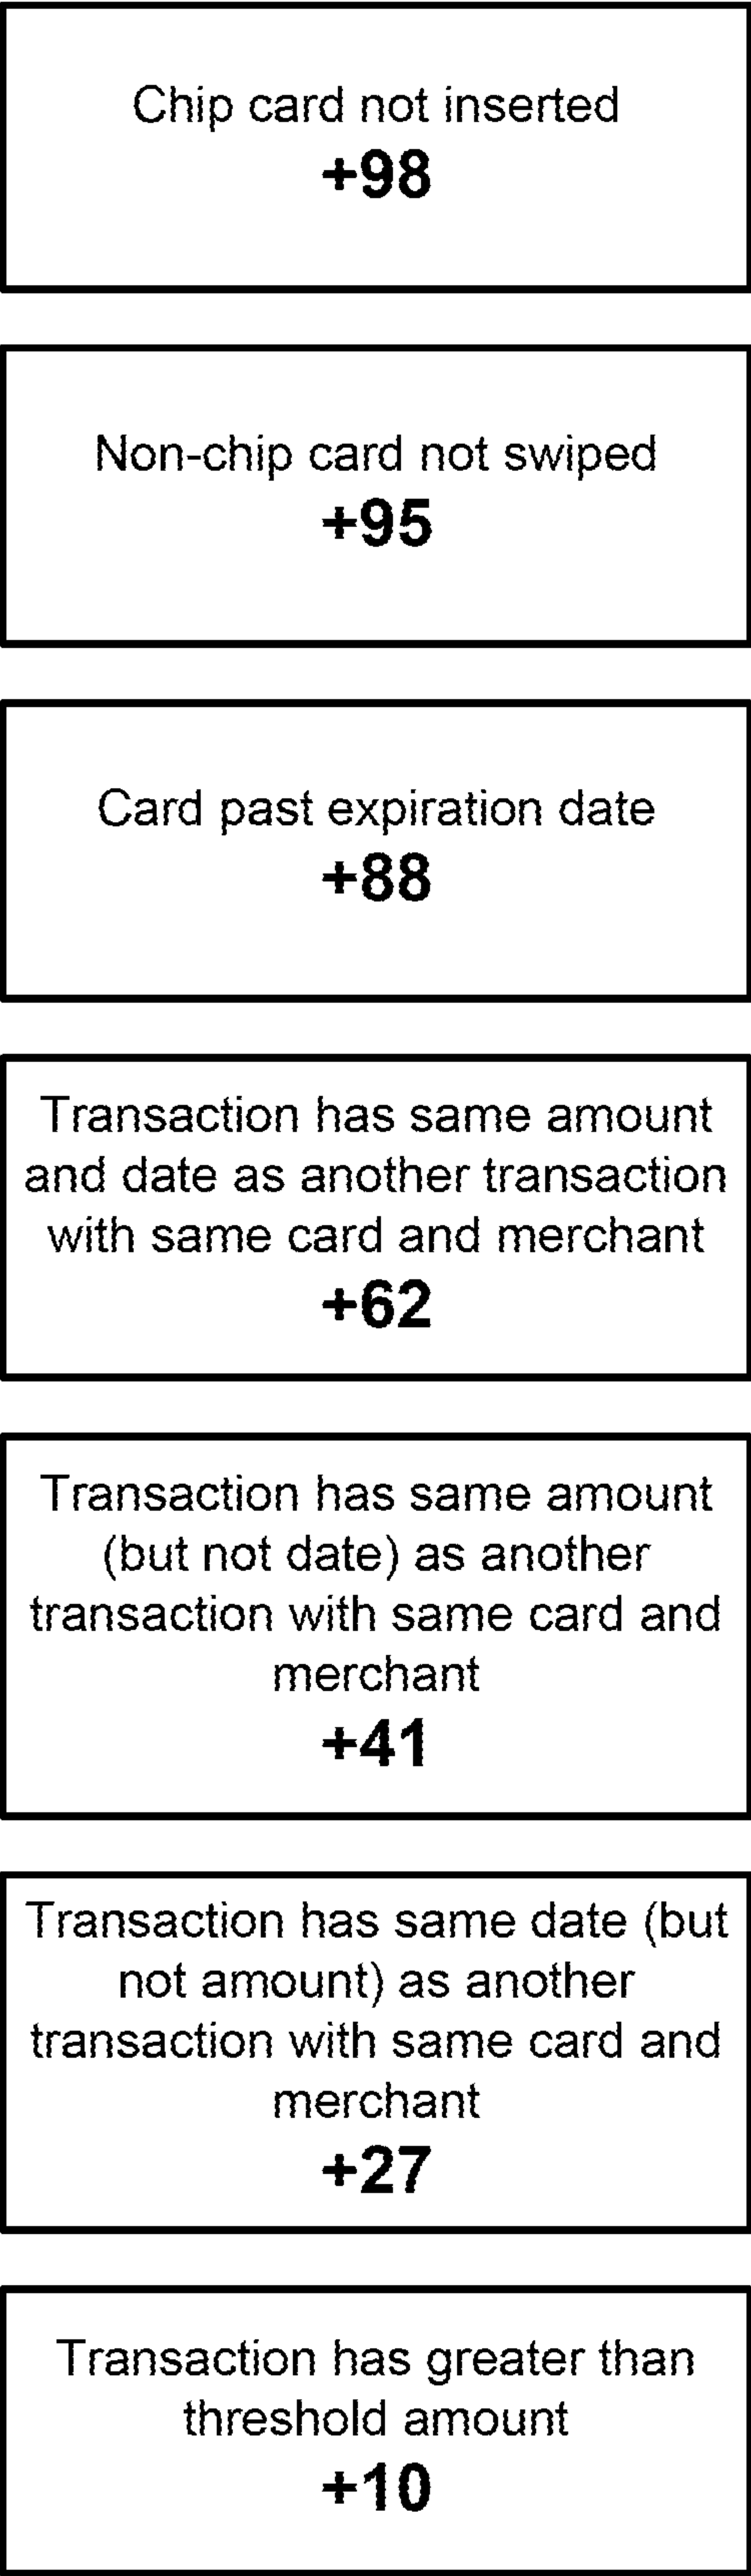 Chip card not inserted
+98
Non-chip card not swiped
+95
Card past expiration date
+88
Transaction has same amount
and date as another transaction
with same card and merchant
+62
Transaction has same amount
(but not date) as another
transaction with same card and
merchant
+41
Transaction has same date (but
not amount) as another
transaction with same card and
merchant
+27
Transaction has greater than
threshold amount
+10